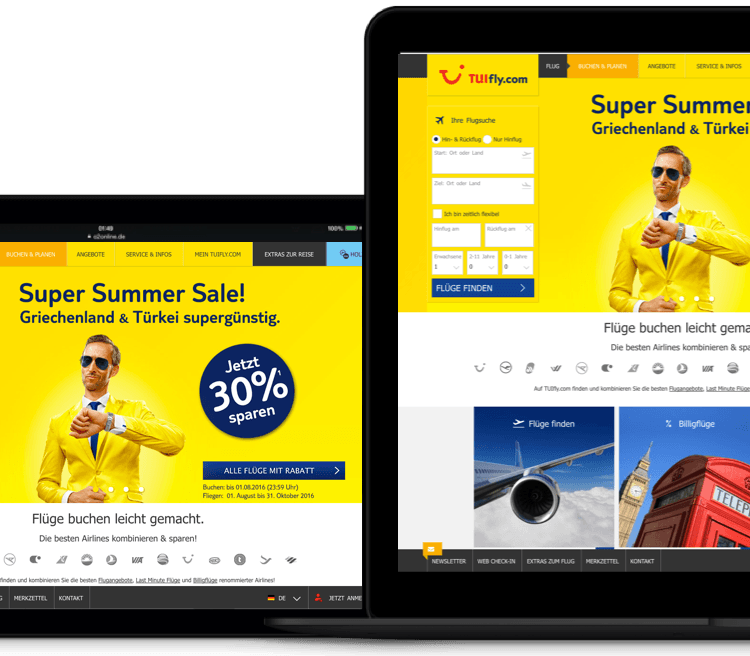 01:49
100%
o2online.de
BUCHEN & PLANEN
ANGEBOTE
SERVICE & INFOS
MEIN TUIFLY.COM
EXTRAS ZUR REISE
Super Summer Sale!
Griechenland & Türkei supergünstig.
Jetzt
30%¹
sparen
ALLE FLÜGE MIT RABATT
Buchen: bis 01.08.2016 (23:59 Uhr)
Fliegen: 01. August bis 31. Oktober 2016
Flüge buchen leicht gemacht.
Die besten Airlines kombinieren & sparen!
VIA
finden und kombinieren Sie die besten Flugangebote, Last Minute Flüge und Billigflüge renommierter Airlines!
MERKZETTEL
KONTAKT
DE
JETZT ANME
TUIfly.com
FLUG
BUCHEN & PLANEN
ANGEBOTE
SERVICE & INFOS
Ihre Flugsuche
Hin- & Rückflug
Nur Hinflug
Start: Ort oder Land
Ziel: Ort oder Land
Ich bin zeitlich flexibel
Hinflug am
Rückflug am
Erwachsene
2-11 Jahre
0-1 Jahre
1
0
0
FLÜGE FINDEN
Super Summer
Griechenland & Türkei
Flüge buchen leicht gema
Die besten Airlines kombinieren & spa
VIA
Auf TUIfly.com finden und kombinieren Sie die besten Flugangebote, Last Minute Flüge
Flüge finden
% Billigflüge
TELEPHONE
NEWSLETTER
WEB CHECK-IN
EXTRAS ZUM FLUG
MERKZETTEL
KONTAKT